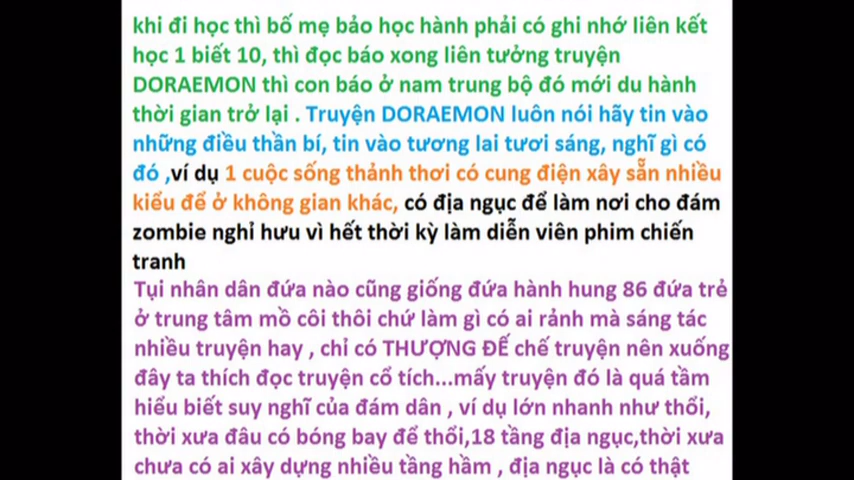 khi đi học thì bố mẹ bảo học hành phải có ghi nhớ liên kết
học 1 biết 10, thì đọc báo xong liên tưởng truyện
DORAEMON thì con báo ở nam trung bộ đó mới du hành
thời gian trở lại . Truyện DORAEMON luôn nói hãy tin vào
những điều thần bí, tin vào tương lai tươi sáng, nghĩ gì có
đó ,ví dụ 1 cuộc sống thảnh thơi có cung điện xây sẵn nhiều
kiểu để ở không gian khác, có địa ngục để làm nơi cho đám
zombie nghỉ hưu vì hết thời kỳ làm diễn viên phim chiến
tranh
Tụi nhân dân đứa nào cũng giống đứa hành hung 86 đứa trẻ
ở trung tâm mồ côi thôi chứ làm gì có ai rảnh mà sáng tác
nhiều truyện hay , chỉ có THƯỢNG ĐẾ chế truyện nên xuống
đây ta thích đọc truyện cổ tích...mấy truyện đó là quá tầm
hiểu biết suy nghĩ của đám dân , ví dụ lớn nhanh như thổi,
thời xưa đâu có bóng bay để thổi,18 tầng địa ngục,thời xưa
chưa có ai xây dựng nhiều tầng hầm , địa ngục là có thật